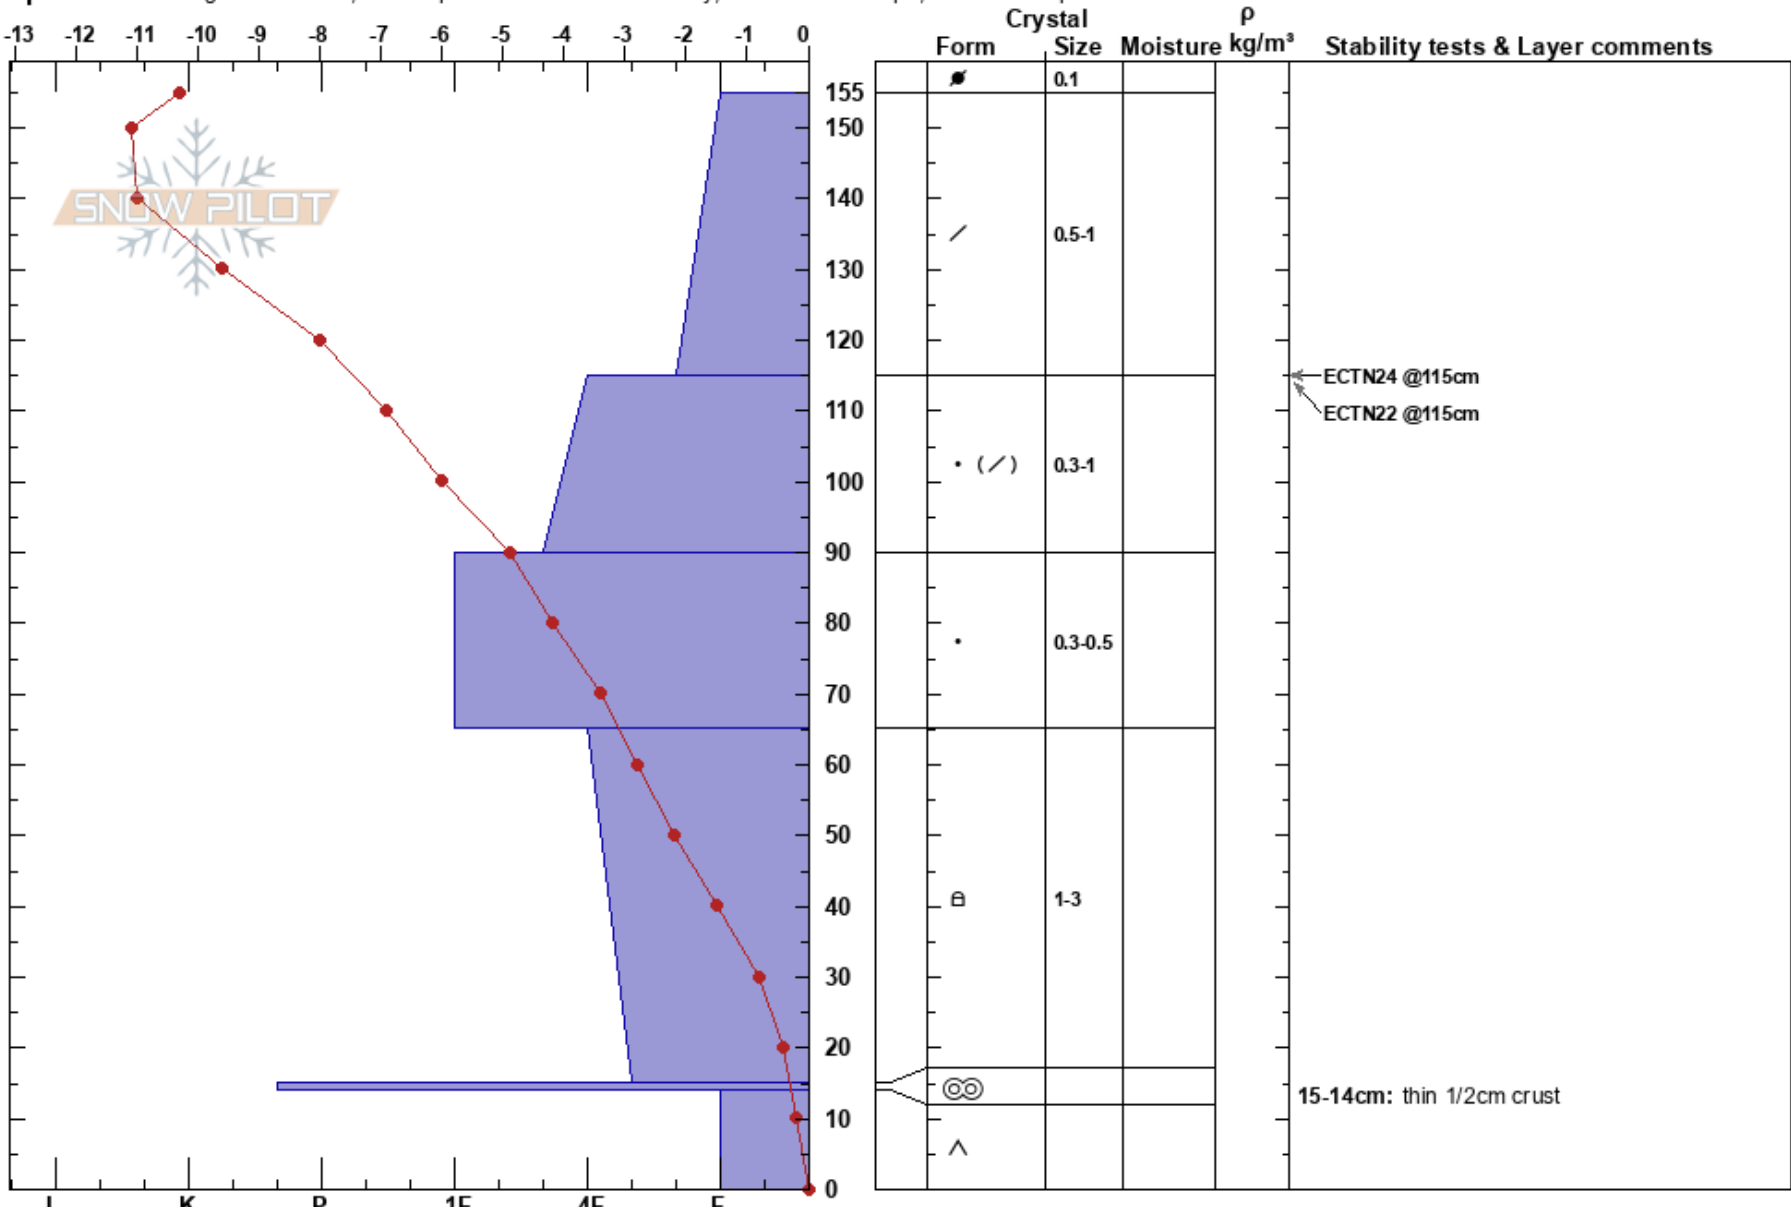 Crystal ρ
-13 -12 -11 -10 -9 -8 -7 -6 -5 -4 -3 -2 -1 0 Form Size Moisture kg/m³ Stability tests & Layer comments
155 0.1
150
SNOW PILOT
140
0.5-1
130
120
ECTN24 @115cm
110 ECTN22 @115cm
( ) 0.3-1
100
90
80
0.3-0.5
70
60
50
40 1-3
30
20
15-14cm: thin 1/2cm crust
10
0
I K P 1F 4F F